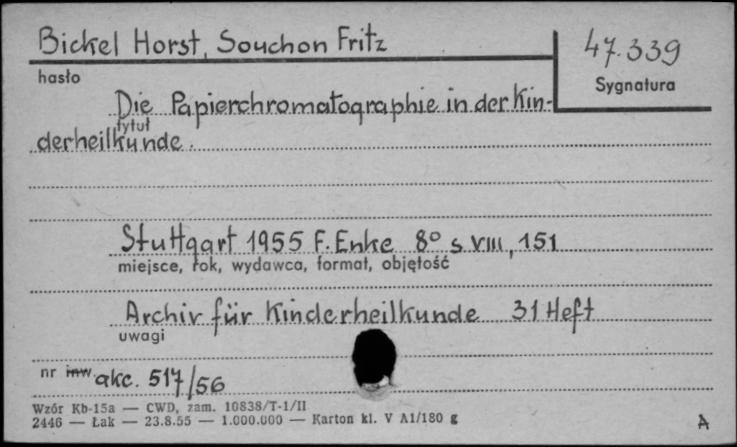 Bickel Horst, Souchon Fritz
47.339
hasło
Sygnatura
Die Papierchromatographie in der Kin-
tytuł
derheilkunde.
Stuttgart 1955 F. Enke 8° s. VIII, 151
miejsce, rok, wydawca, format, objętość
Archiv für Kinderheilkunde 31 Heft
uwagi
nr inw akc. 517/56
Wzór Kb-15a — CWD, zam. 10838/T-1/II
2446 — Łak — 23.8.55 — 1.000.000 — Karton kl. V A1/180 g
A